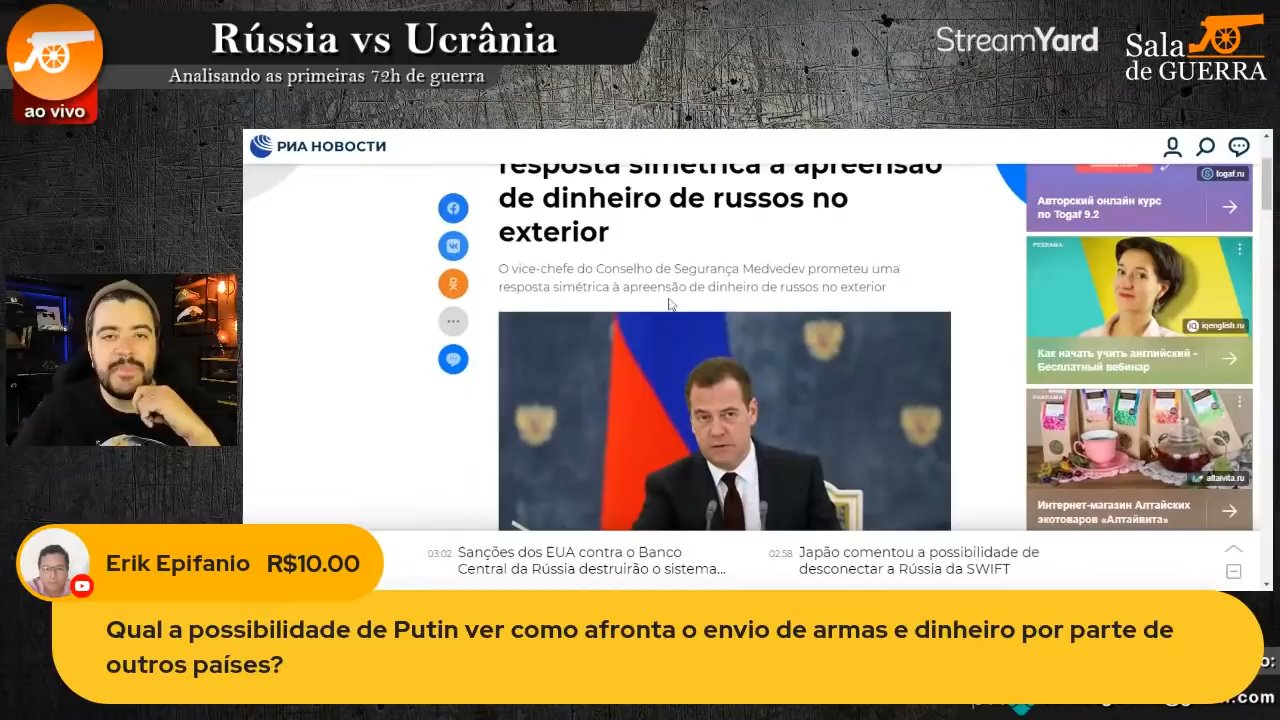 Rússia vs Ucrânia
Analisando as primeiras 72h de guerra
ao vivo
StreamYard
Sala
de GUERRA
РИА НОВОСТИ
resposta simétrica à apreensão
de dinheiro de russos no
exterior
O vice-chefe do Conselho de Segurança Medvedev prometeu uma
resposta simétrica à apreensão de dinheiro de russos no exterior
togaf.ru
Авторский онлайн курс
по Togaf 9.2
РЕКЛАМА
iqenglish.ru
Как начать учить английский -
Бесплатный вебинар
РЕКЛАМА
altaivita.ru
Интернет-магазин Алтайских
экотоваров «Алтайвита»
03:02 Sanções dos EUA contra o Banco
Central da Rússia destruirão o sistema...
02:58 Japão comentou a possibilidade de
desconectar a Rússia da SWIFT
Erik Epifanio R$10.00
Qual a possibilidade de Putin ver como afronta o envio de armas e dinheiro por parte de
outros países?